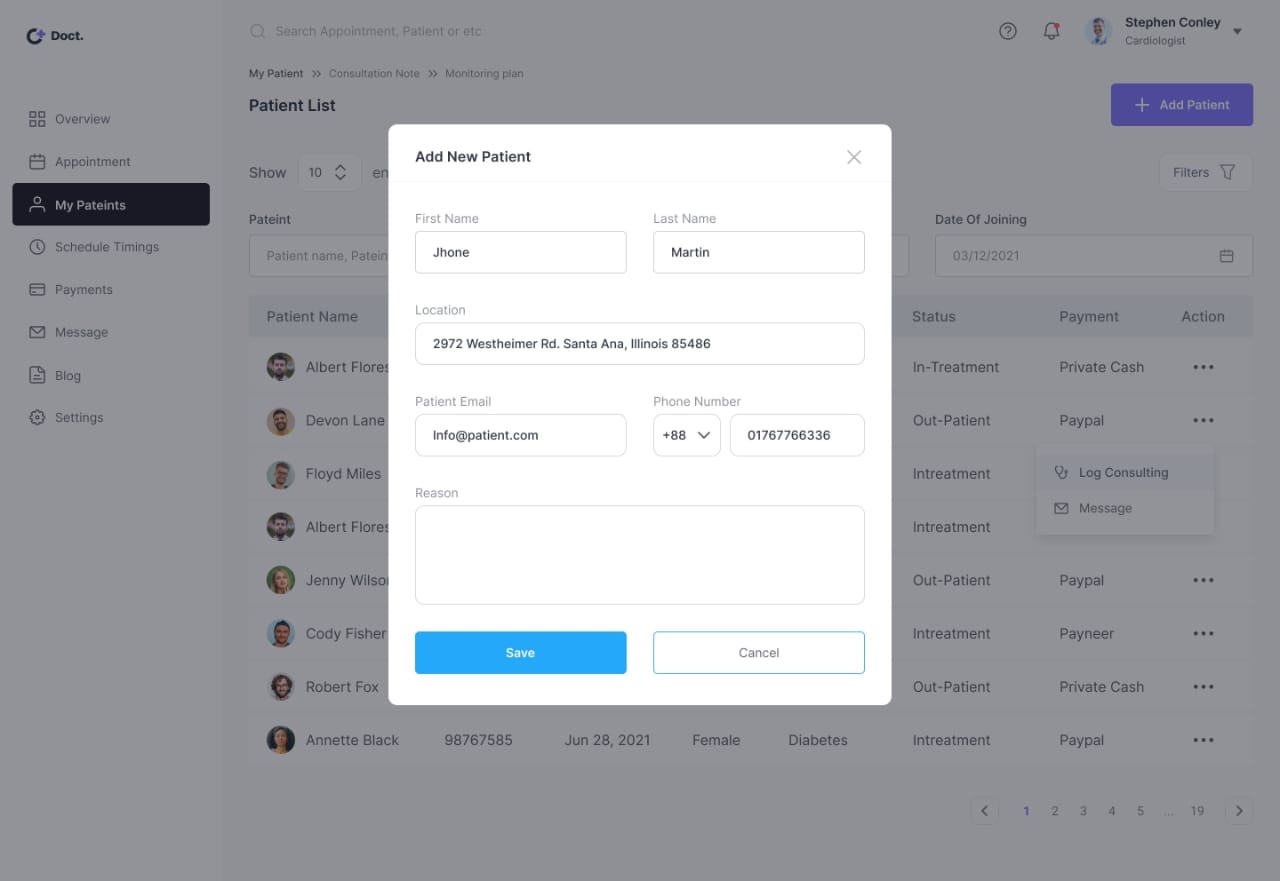 Doct.
Search Appointment, Patient or etc
Stephen Conley
Cardiologist
My Patient >> Consultation Note >> Monitoring plan
Patient List
+ Add Patient
Overview
Appointment
My Pateints
Schedule Timings
Payments
Message
Blog
Settings
Show 10 en
Filters
Pateint
Date Of Joining
Patient name, Patein
03/12/2021
Patient Name Status Payment Action
Albert Flores In-Treatment Private Cash
Devon Lane Out-Patient Paypal
Floyd Miles Intreatment
Log Consulting
Message
Albert Flores Intreatment
Jenny Wilson Out-Patient Paypal
Cody Fisher Intreatment Payneer
Robert Fox Out-Patient Private Cash
Annette Black 98767585 Jun 28, 2021 Female Diabetes Intreatment Paypal
1 2 3 4 5 ... 19
Add New Patient
First Name Last Name
Jhone Martin
Location
2972 Westheimer Rd. Santa Ana, Illinois 85486
Patient Email Phone Number
Info@patient.com +88 01767766336
Reason
Save Cancel